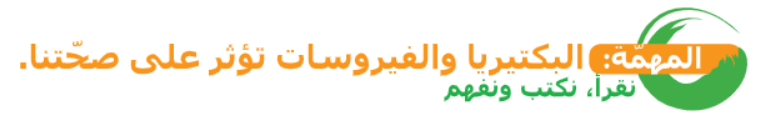 المهمّة: البكتيريا والفيروسات تؤثر على صحّتنا.
نقرأ، نكتب ونفهم